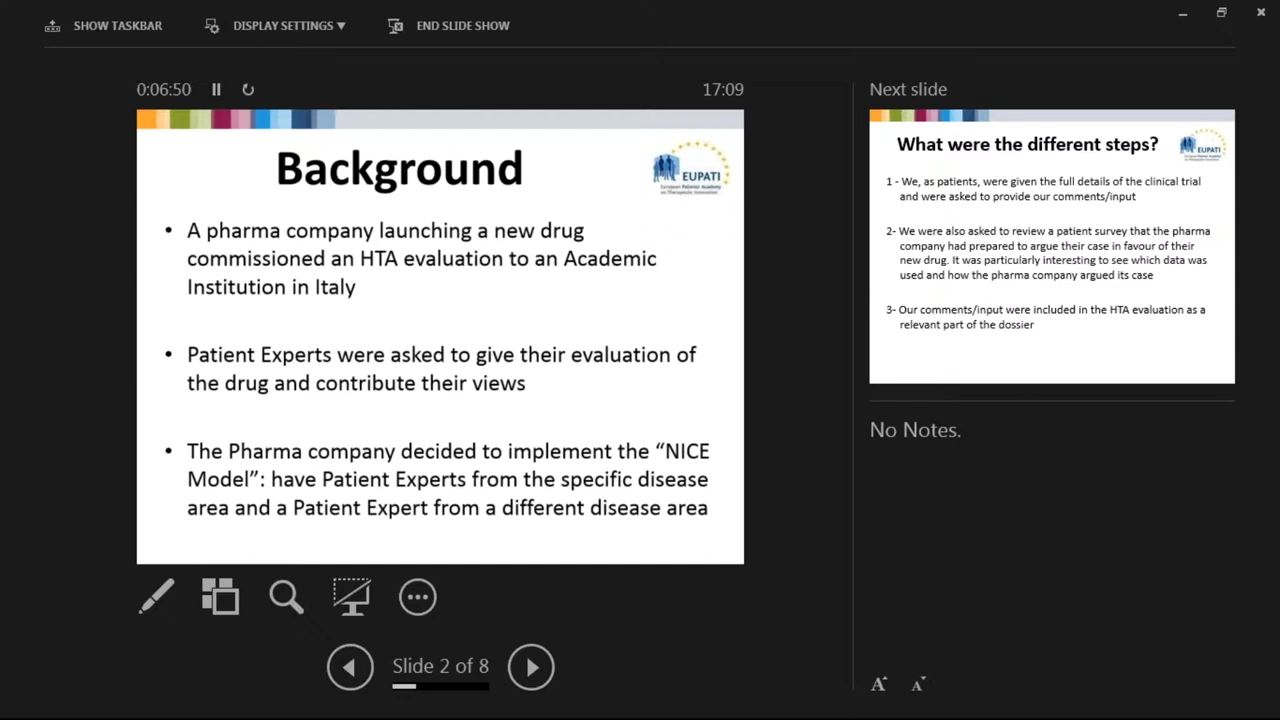 SHOW TASKBAR
DISPLAY SETTINGS ▼
END SLIDE SHOW
0:06:50
17:09
Background
EUPATI
European Patients' Academy
on Therapeutic Innovation
• A pharma company launching a new drug
commissioned an HTA evaluation to an Academic
Institution in Italy
• Patient Experts were asked to give their evaluation of
the drug and contribute their views
• The Pharma company decided to implement the “NICE
Model”: have Patient Experts from the specific disease
area and a Patient Expert from a different disease area
Slide 2 of 8
Next slide
What were the different steps?
EUPATI
1 - We, as patients, were given the full details of the clinical trial
and were asked to provide our comments/input
2- We were also asked to review a patient survey that the pharma
company had prepared to argue their case in favour of their
new drug. It was particularly interesting to see which data was
used and how the pharma company argued its case
3- Our comments/input were included in the HTA evaluation as a
relevant part of the dossier
No Notes.
A A